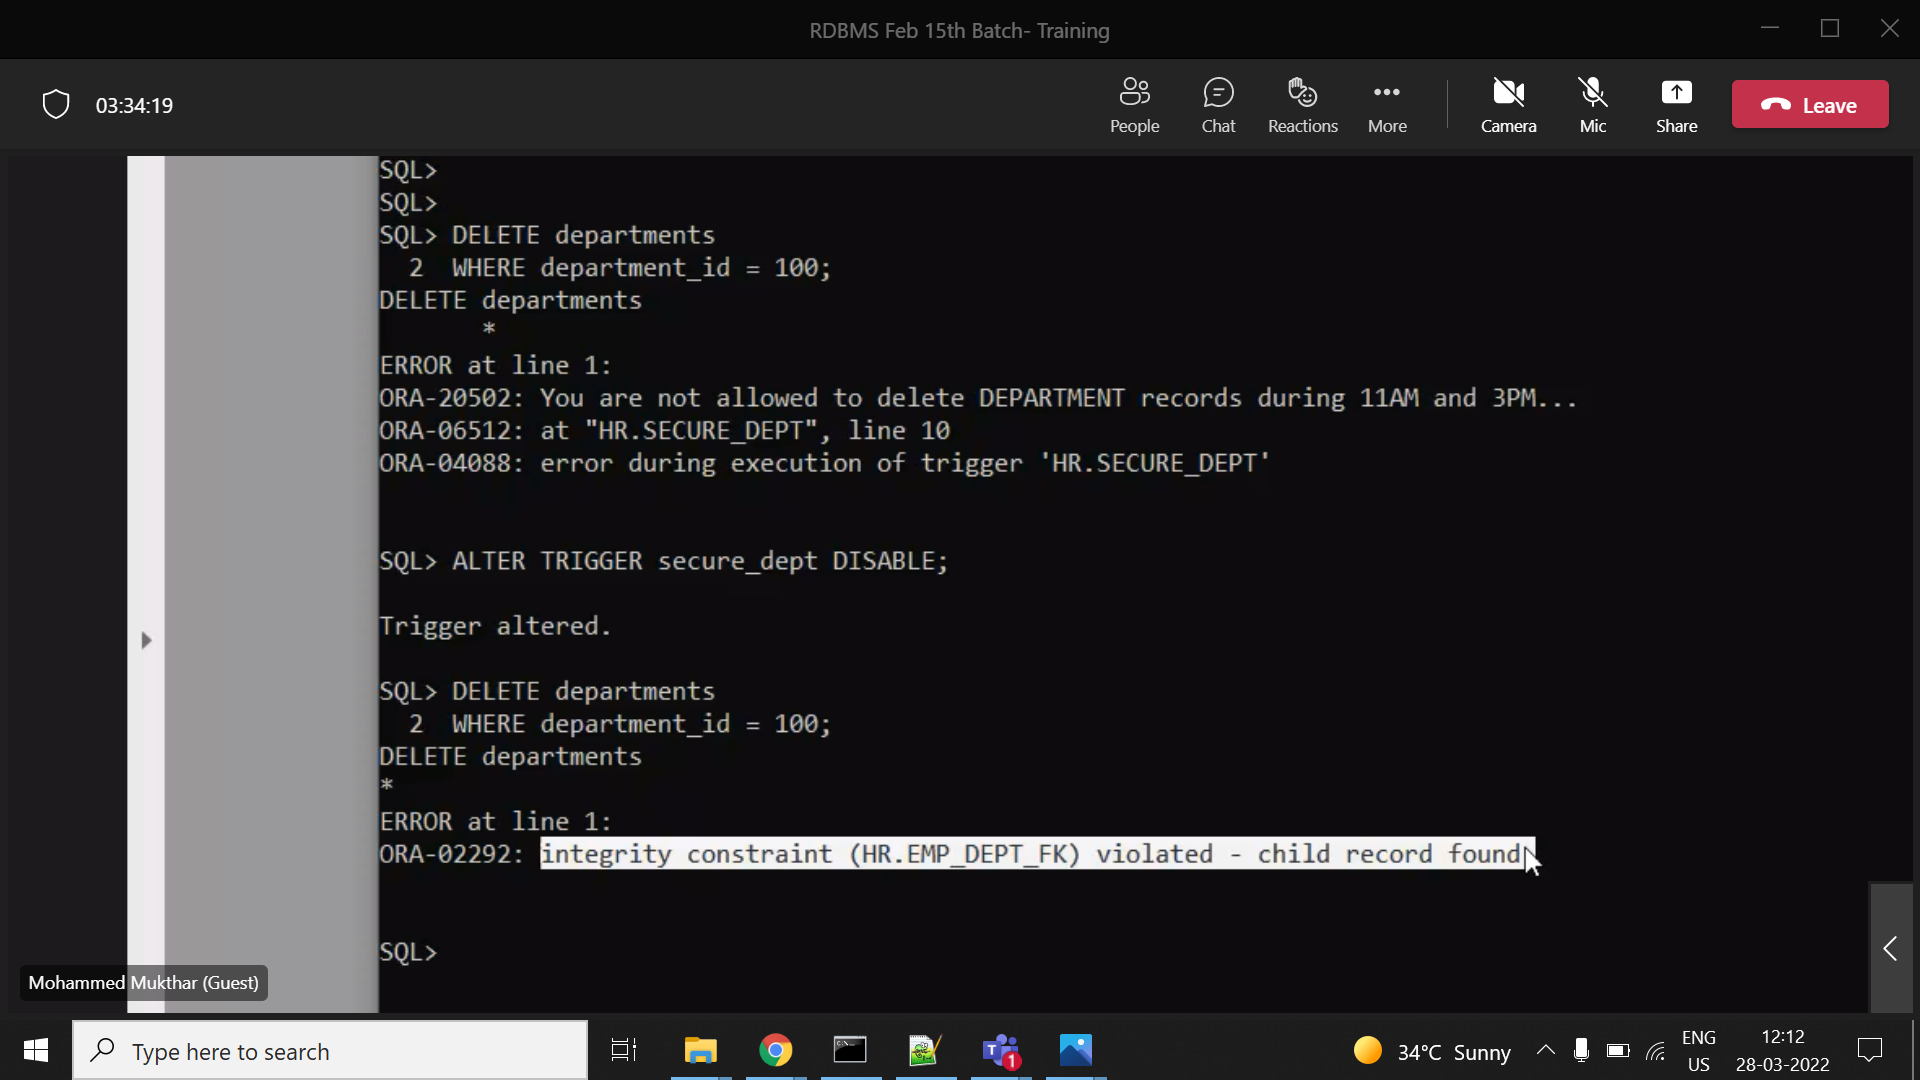 RDBMS Feb 15th Batch- Training
03:34:19
People
Chat
Reactions
More
Camera
Mic
Share
Leave
SQL>
SQL>
SQL> DELETE departments
  2  WHERE department_id = 100;
DELETE departments
       *
ERROR at line 1:
ORA-20502: You are not allowed to delete DEPARTMENT records during 11AM and 3PM...
ORA-06512: at "HR.SECURE_DEPT", line 10
ORA-04088: error during execution of trigger 'HR.SECURE_DEPT'
SQL> ALTER TRIGGER secure_dept DISABLE;
Trigger altered.
SQL> DELETE departments
  2  WHERE department_id = 100;
DELETE departments
*
ERROR at line 1:
ORA-02292: integrity constraint (HR.EMP_DEPT_FK) violated - child record found
SQL>
Mohammed Mukthar (Guest)
Type here to search
1
34°C Sunny
ENG
US
12:12
28-03-2022